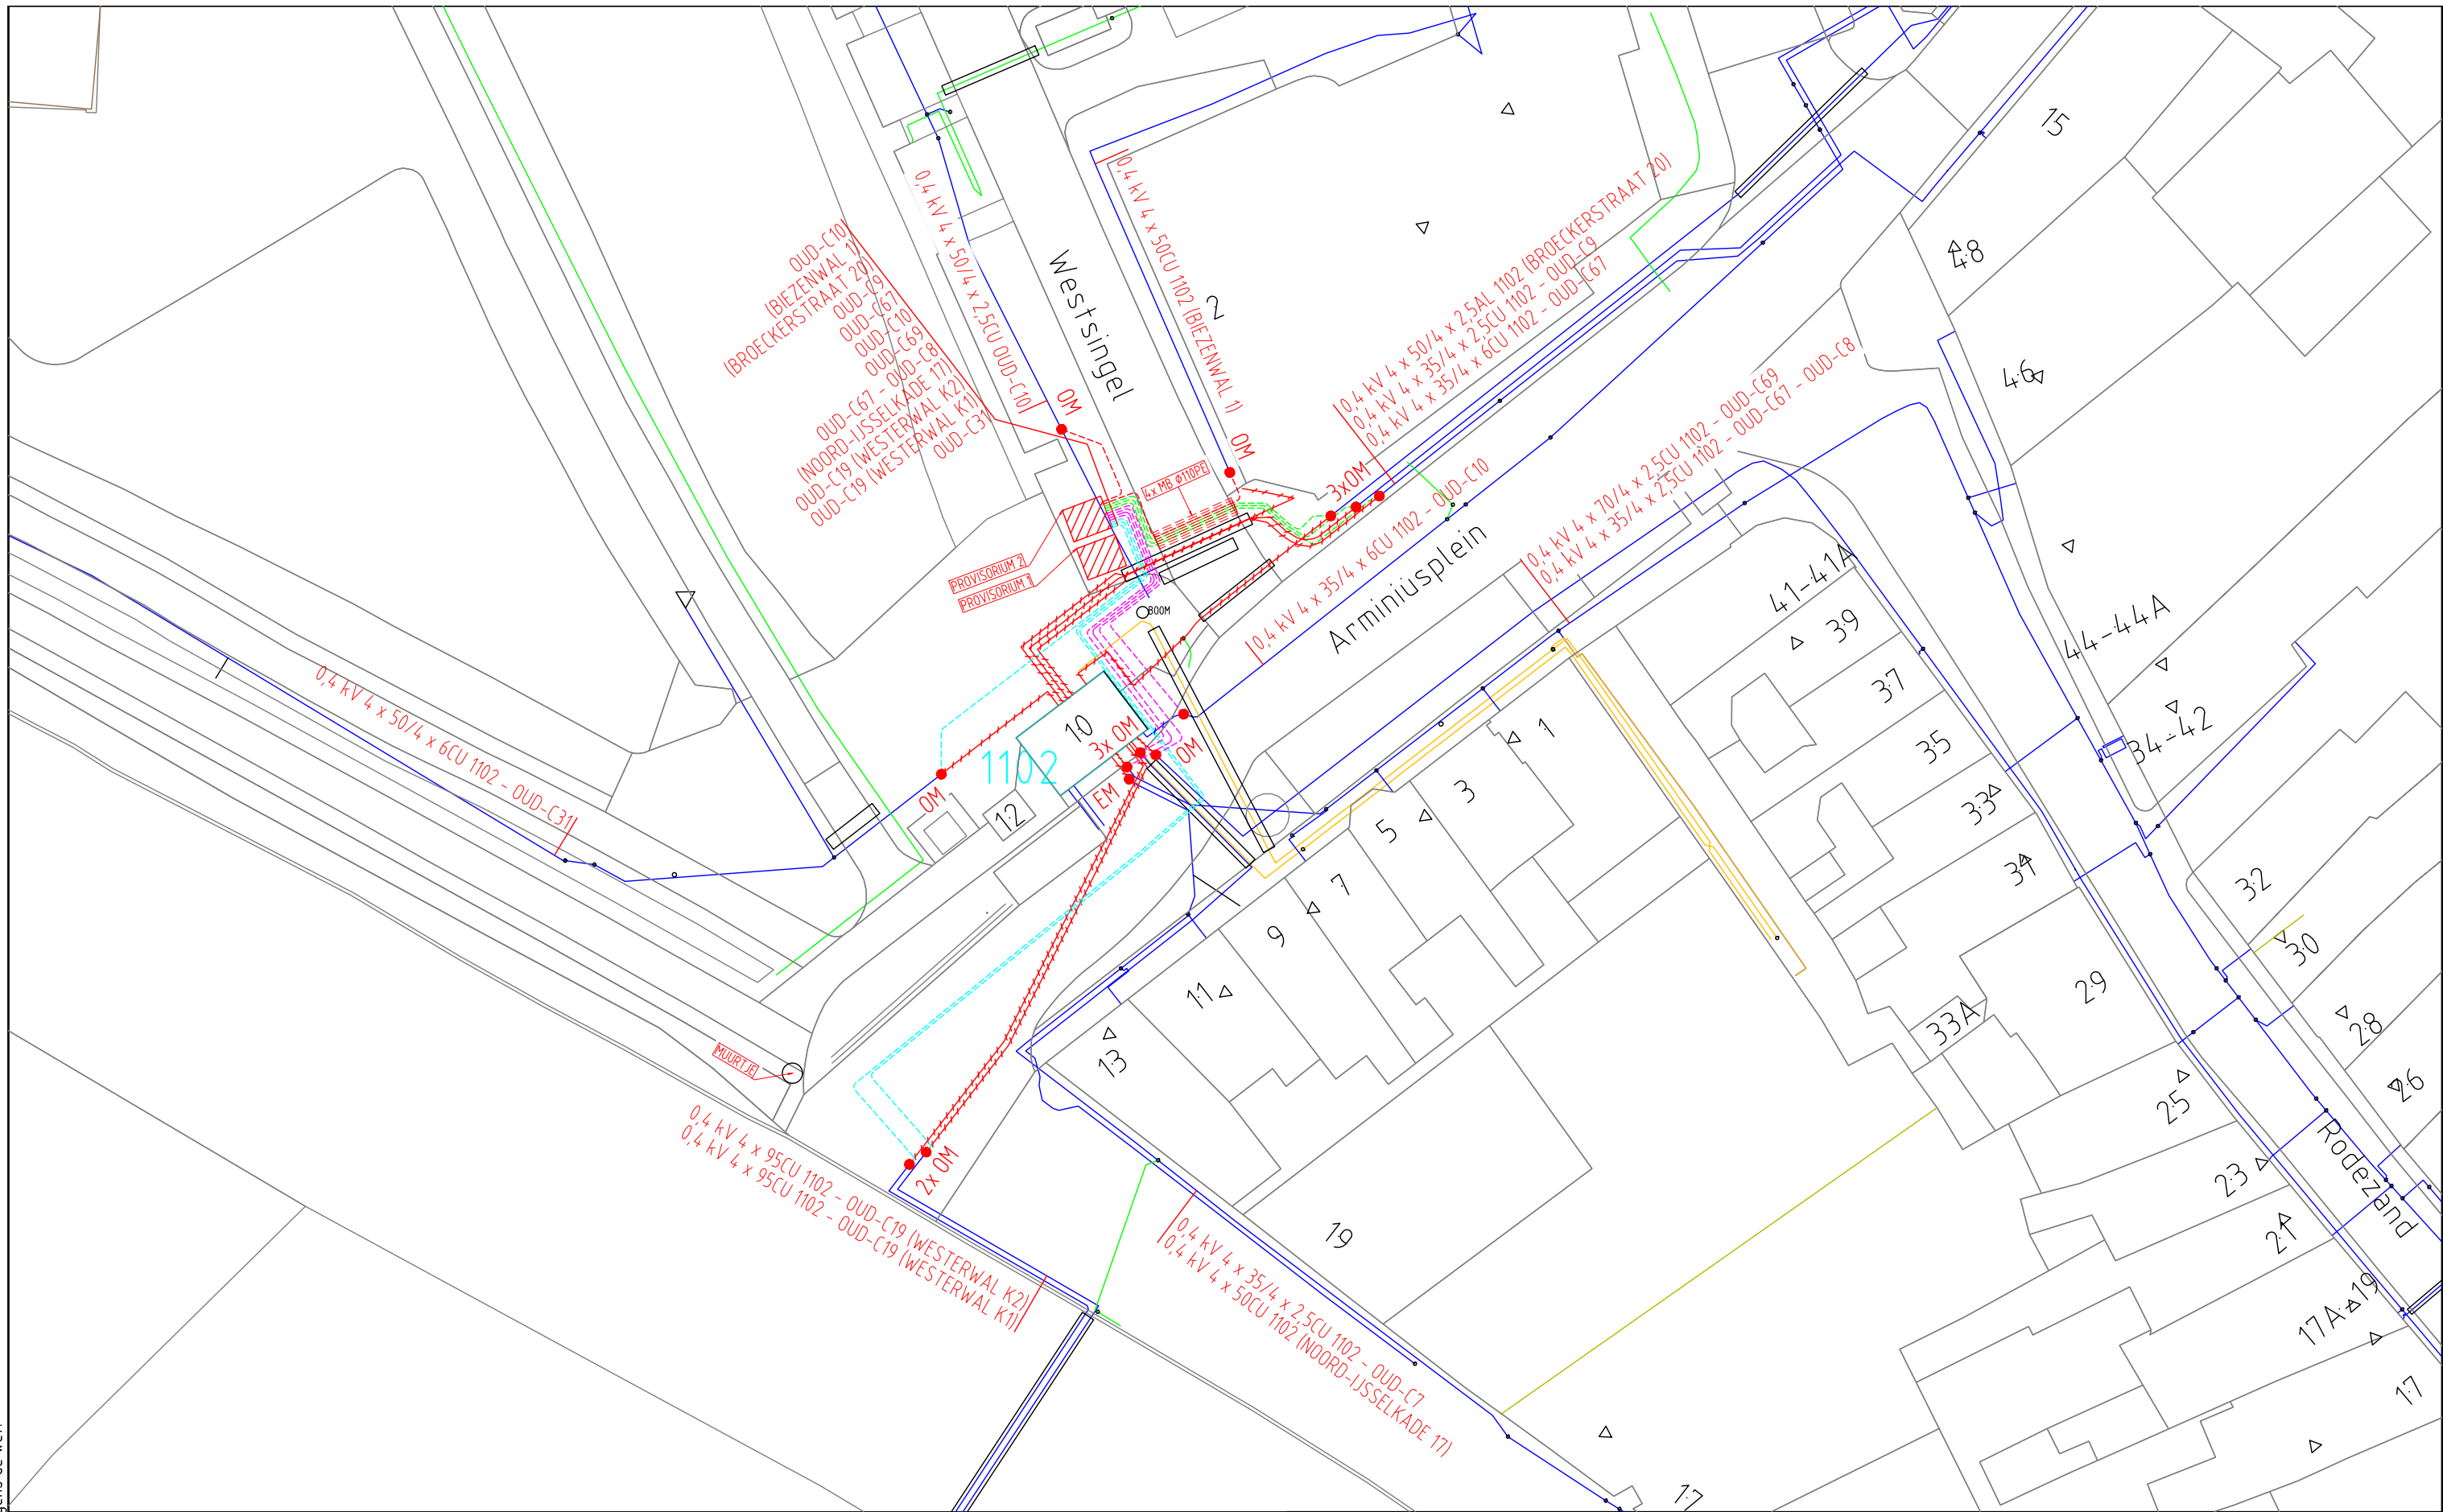 OUD-C10)
(BIEZENWAL 1)
(BROECKERSTRAAT 20)
OUD-C9
OUD-C67
OUD-C10
OUD-C69
OUD-C67 - OUD-C8
(NOORD-IJSSELKADE 17)
OUD-C19 (WESTERWAL K2)
OUD-C19 (WESTERWAL K1)
OUD-C31
0,4 kV 4 x 50/4 x 2,5CU OUD-C10
0,4 kV 4 x 50CU 1102 (BIEZENWAL 1)
Westsingel
2
0,4 kV 4 x 50/4 x 2,5AL 1102 (BROECKERSTRAAT 20)
0,4 kV 4 x 35/4 x 2,5CU 1102 - OUD-C9
0,4 kV 4 x 35/4 x 6CU 1102 - OUD-C67
OM
OM
3xOM
4x MB Ø110PE
0,4 kV 4 x 35/4 x 6CU 1102 - OUD-C10
0,4 kV 4 x 70/4 x 2,5CU 1102 - OUD-C69
0,4 kV 4 x 35/4 x 2,5CU 1102 - OUD-C67 - OUD-C8
PROVISORIUM 2
PROVISORIUM 1
BOOM
Arminiusplein
15
48
46
44-44A
34-42
41-41A
39
37
35
33
31
33A
29
32
30
28
26
25
23
21
17A-19
17
Rodezand
0,4 kV 4 x 50/4 x 6CU 1102 - OUD-C31
10
1102
12
3x OM
OM
EM
OM
1
3
5
7
9
11
13
19
17
MUURTJE
2x OM
0,4 kV 4 x 95CU 1102 - OUD-C19 (WESTERWAL K2)
0,4 kV 4 x 95CU 1102 - OUD-C19 (WESTERWAL K1)
0,4 kV 4 x 35/4 x 2,5CU 1102 - OUD-C7
0,4 kV 4 x 50CU 1102 (NOORD-IJSSELKADE 17)